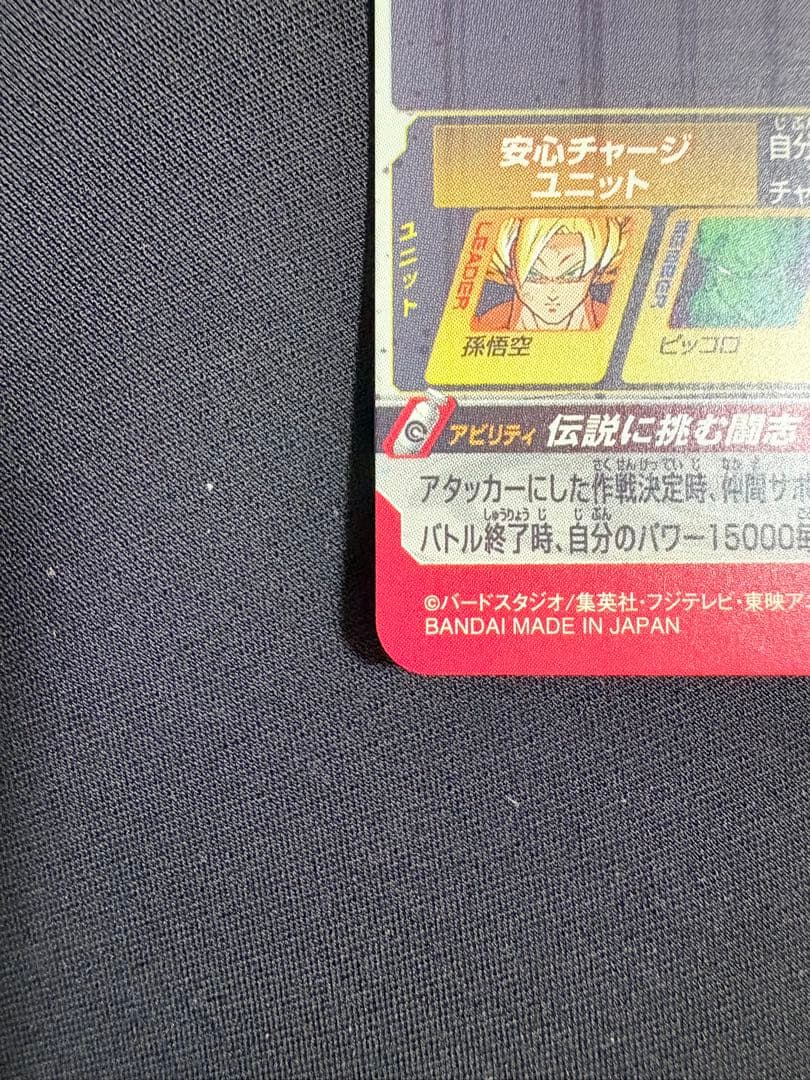 安心チャージ
ユニット
自分
チャ
ユニット
LEADER
孫悟空
MEMBER
ピッコロ
アビリティ 伝説に挑む闘志
アタッカーにした作戦決定時、仲間サポ
バトル終了時、自分のパワー15000毎
©バードスタジオ/集英社・フジテレビ・東映ア
BANDAI MADE IN JAPAN